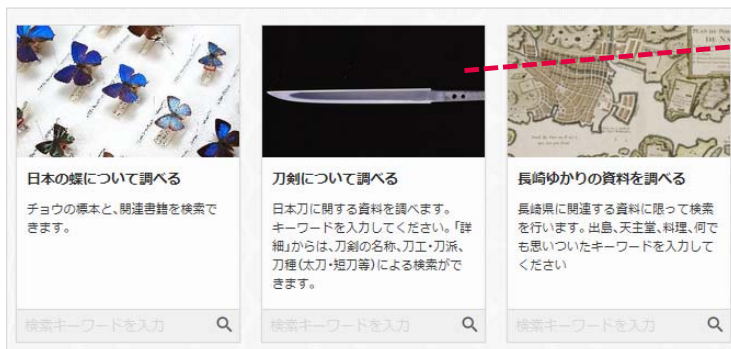 日本の蝶について調べる
チョウの標本と、関連書籍を検索で
きます。
検索キーワードを入力
刀剣について調べる
日本刀に関する資料を調べます。
キーワードを入力してください。「詳
細」からは、刀剣の名称、刀工・刀派、
刀種(太刀・短刀等)による検索がで
きます。
検索キーワードを入力
長崎ゆかりの資料を調べる
長崎県に関連する資料に限って検索
を行います。出島、天主堂、料理、何で
も思いついたキーワードを入力して
ください
検索キーワードを入力